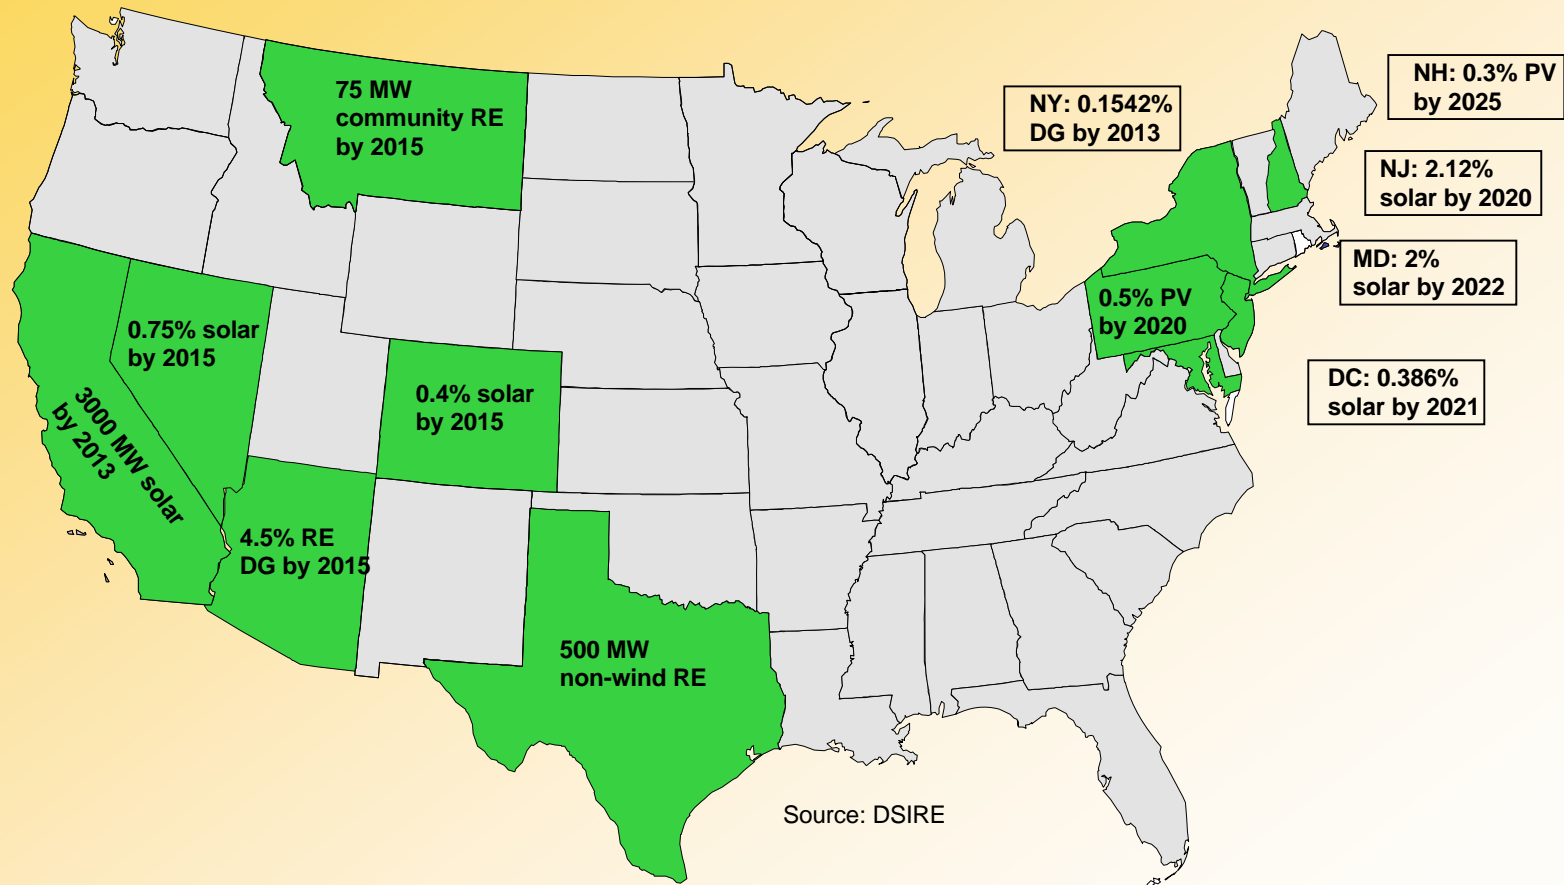 75 MW
community RE
by 2015
NY: 0.1542%
DG by 2013
NH: 0.3% PV
by 2025
NJ: 2.12%
solar by 2020
MD: 2%
solar by 2022
0.5% PV
by 2020
0.75% solar
by 2015
DC: 0.386%
solar by 2021
3000 MW solar
by 2013
0.4% solar
by 2015
4.5% RE
DG by 2015
500 MW
non-wind RE
Source: DSIRE